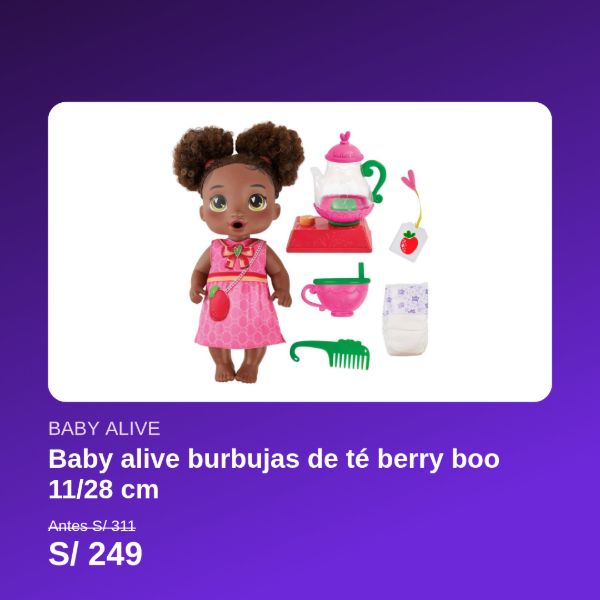 BABY ALIVE
Baby alive burbujas de té berry boo
11/28 cm
Antes S/ 311
S/ 249